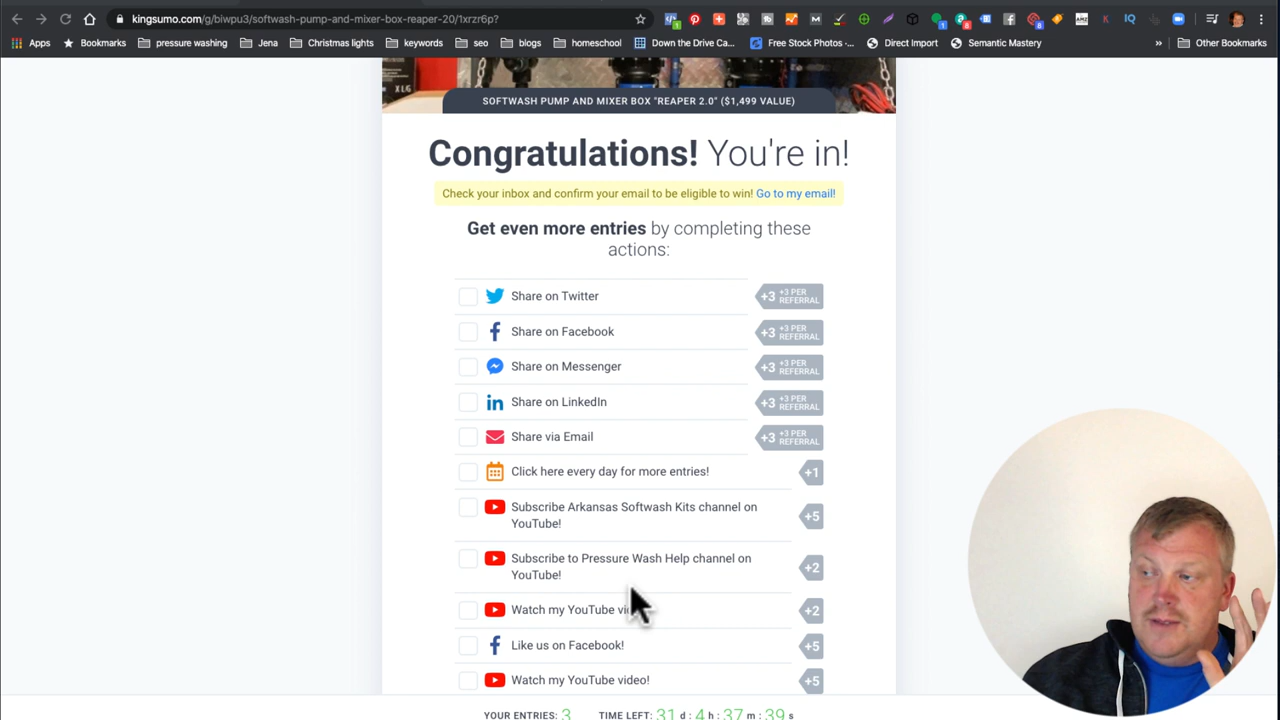 kingsumo.com/g/biwpu3/softwash-pump-and-mixer-box-reaper-20/1xrzr6p?
Apps Bookmarks pressure washing Jena Christmas lights keywords seo blogs homeschool Down the Drive Ca... Free Stock Photos -... Direct Import Semantic Mastery » Other Bookmarks
XLG
SOFTWASH PUMP AND MIXER BOX "REAPER 2.0" ($1,499 VALUE)
Congratulations! You're in!
Check your inbox and confirm your email to be eligible to win! Go to my email!
Get even more entries by completing these
actions:
Share on Twitter +3 +3 PER REFERRAL
Share on Facebook +3 +3 PER REFERRAL
Share on Messenger +3 +3 PER REFERRAL
Share on LinkedIn +3 +3 PER REFERRAL
Share via Email +3 +3 PER REFERRAL
Click here every day for more entries! +1
Subscribe Arkansas Softwash Kits channel on
YouTube! +5
Subscribe to Pressure Wash Help channel on
YouTube! +2
Watch my YouTube +2
Like us on Facebook! +5
Watch my YouTube video! +5
YOUR ENTRIES: 3 TIME LEFT: 31 d : 4 h : 37 m : 39 s